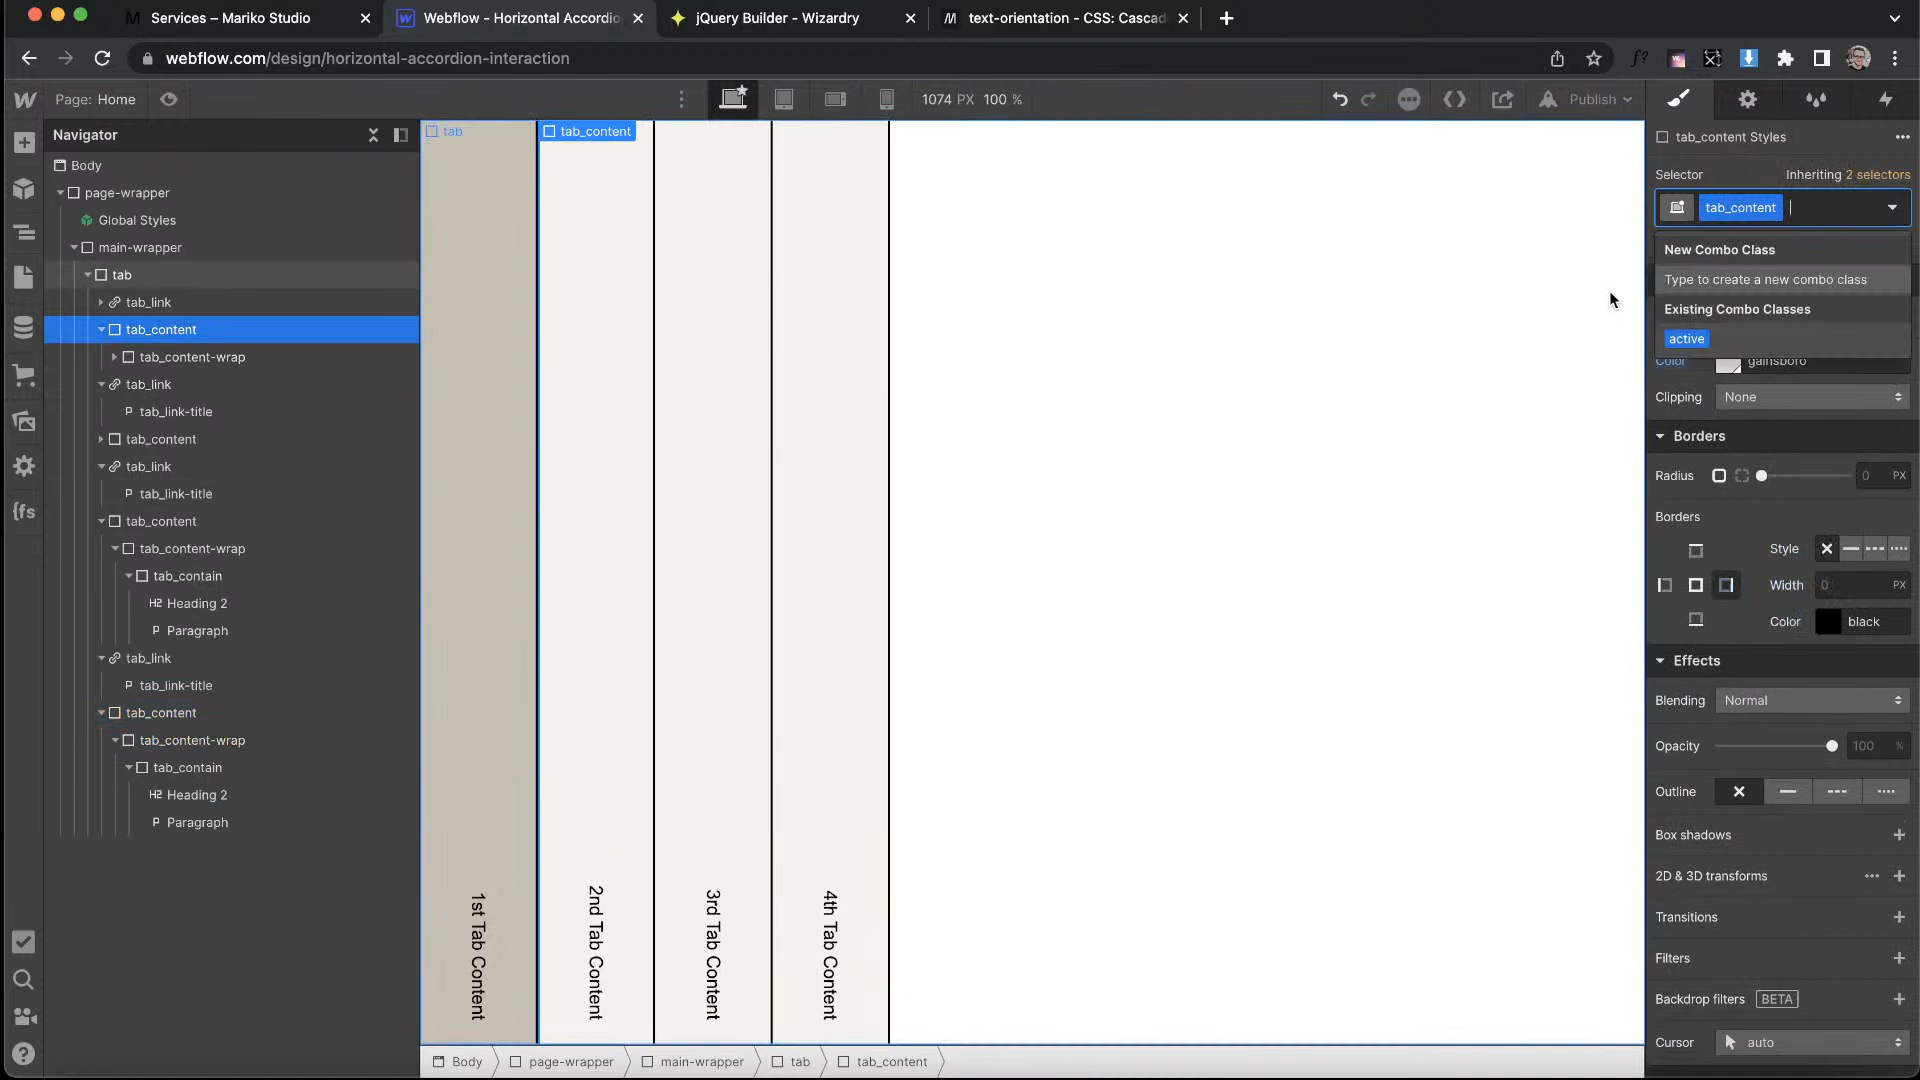 Services – Mariko Studio
Webflow - Horizontal Accordio
jQuery Builder - Wizardry
text-orientation - CSS: Cascad
webflow.com/design/horizontal-accordion-interaction
f?
Page: Home
1074 PX 100 %
Publish
Navigator
Body
page-wrapper
Global Styles
main-wrapper
tab
tab_link
tab_content
tab_content-wrap
tab_link
tab_link-title
tab_content
tab_link
tab_link-title
tab_content
tab_content-wrap
tab_contain
H2 Heading 2
P Paragraph
tab_link
tab_link-title
tab_content
tab_content-wrap
tab_contain
H2 Heading 2
P Paragraph
{fs
tab
tab_content
1st Tab Content
2nd Tab Content
3rd Tab Content
4th Tab Content
Body
page-wrapper
main-wrapper
tab
tab_content
tab_content Styles
Selector
Inheriting 2 selectors
tab_content
New Combo Class
Type to create a new combo class
Existing Combo Classes
active
Color
gainsboro
Clipping
None
Borders
Radius
0 PX
Borders
Style
Width
0 PX
Color
black
Effects
Blending
Normal
Opacity
100 %
Outline
Box shadows
2D & 3D transforms
Transitions
Filters
Backdrop filters BETA
Cursor
auto